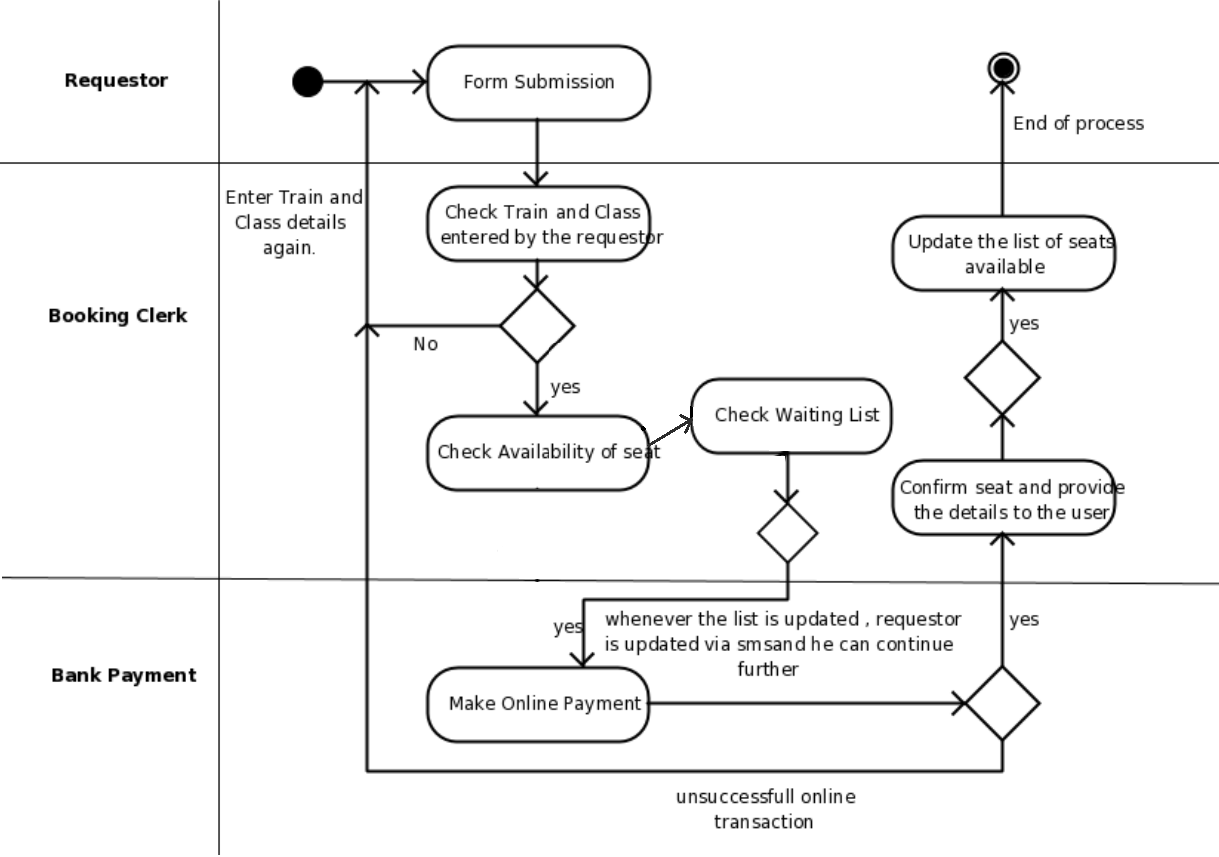 Requestor
Form Submission
End of process
Enter Train and
Class details
again.
Check Train and Class
entered by the requestor
Update the list of seats
available
Booking Clerk
yes
No
yes
Check Waiting List
Check Availability of seat
Confirm seat and provide
the details to the user
whenever the list is updated , requestor
is updated via smsand he can continue
further
yes
yes
Bank Payment
Make Online Payment
unsuccessfull online
transaction